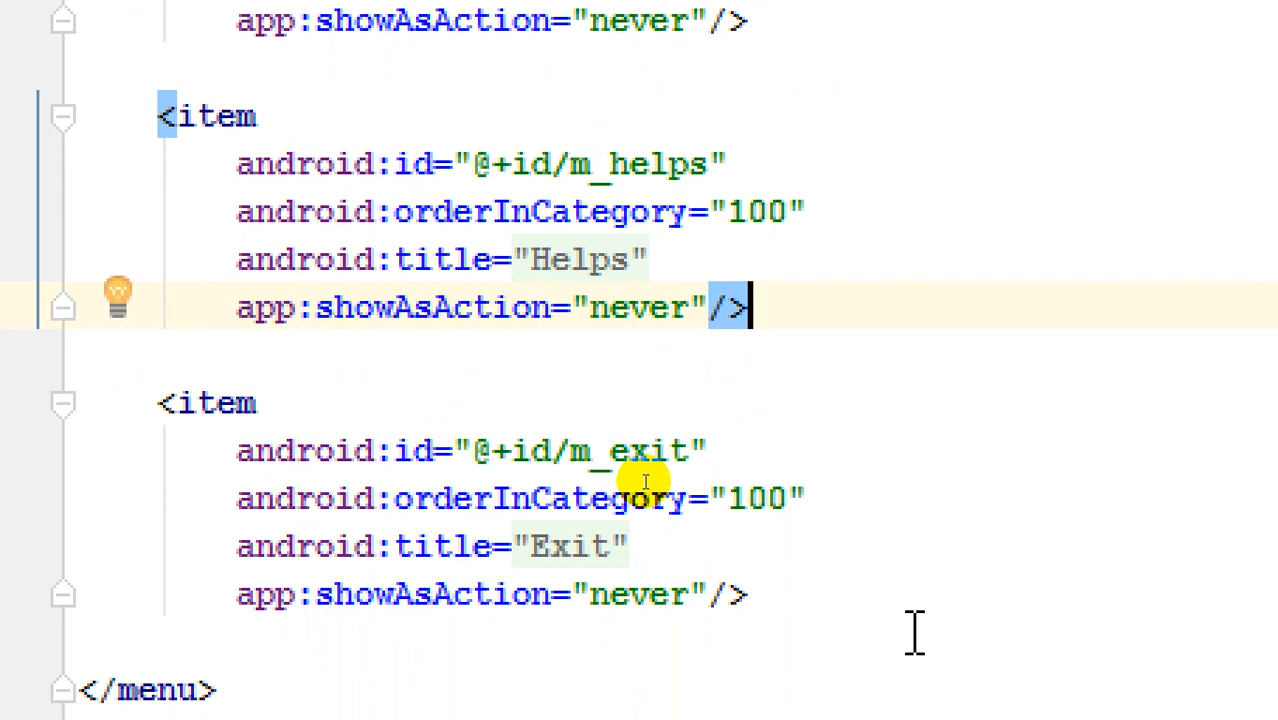 app:showAsAction="never"/>
<item
android:id="@+id/m_helps"
android:orderInCategory="100"
android:title="Helps"
app:showAsAction="never"/>
<item
android:id="@+id/m_exit"
android:orderInCategory="100"
android:title="Exit"
app:showAsAction="never"/>
</menu>